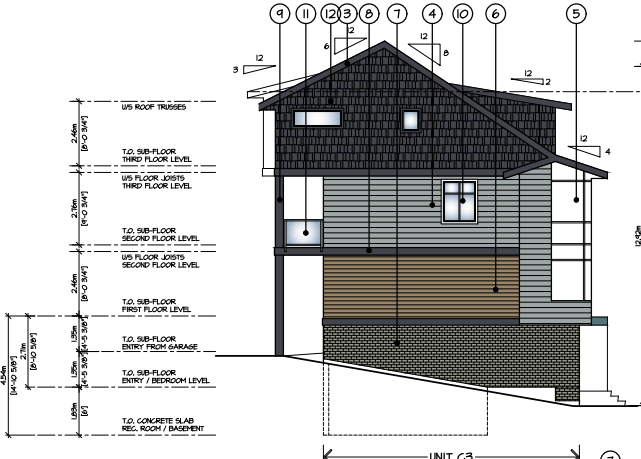 9 11 12 3 8 7 4 10 6 5
12
6
12
8
12
3
12
2
12
4
U/S ROOF TRUSSES
2.46m
[8'-0 3/4"]
T.O. SUB-FLOOR
THIRD FLOOR LEVEL
U/S FLOOR JOISTS
THIRD FLOOR LEVEL
2.76m
[9'-0 3/4"]
T.O. SUB-FLOOR
SECOND FLOOR LEVEL
U/S FLOOR JOISTS
SECOND FLOOR LEVEL
2.46m
[8'-0 3/4"]
T.O. SUB-FLOOR
FIRST FLOOR LEVEL
1.35m
[4'-5 3/8"]
T.O. SUB-FLOOR
ENTRY FROM GARAGE
1.35m
[4'-5 3/8"]
T.O. SUB-FLOOR
ENTRY / BEDROOM LEVEL
1.83m
[6']
T.O. CONCRETE SLAB
REC. ROOM / BASEMENT
2.71m
[8'-10 5/8"]
4.54m
[14'-10 5/8"]
12.92m
UNIT C3